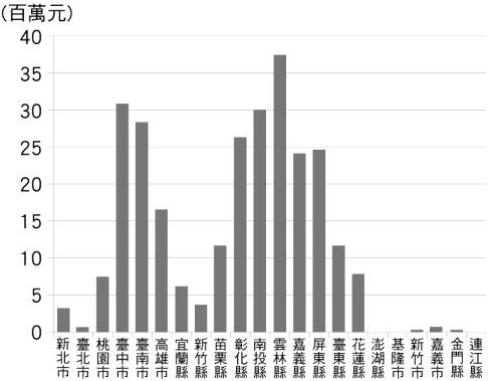 (百萬元)
40
35
30
25
20
15
10
5
0
新北市
臺北市
桃園市
臺中市
臺南市
高雄市
宜蘭縣
新竹縣
苗栗縣
彰化縣
南投縣
雲林縣
嘉義縣
屏東縣
臺東縣
花蓮縣
澎湖縣
基隆市
新竹市
嘉義市
金門縣
連江縣